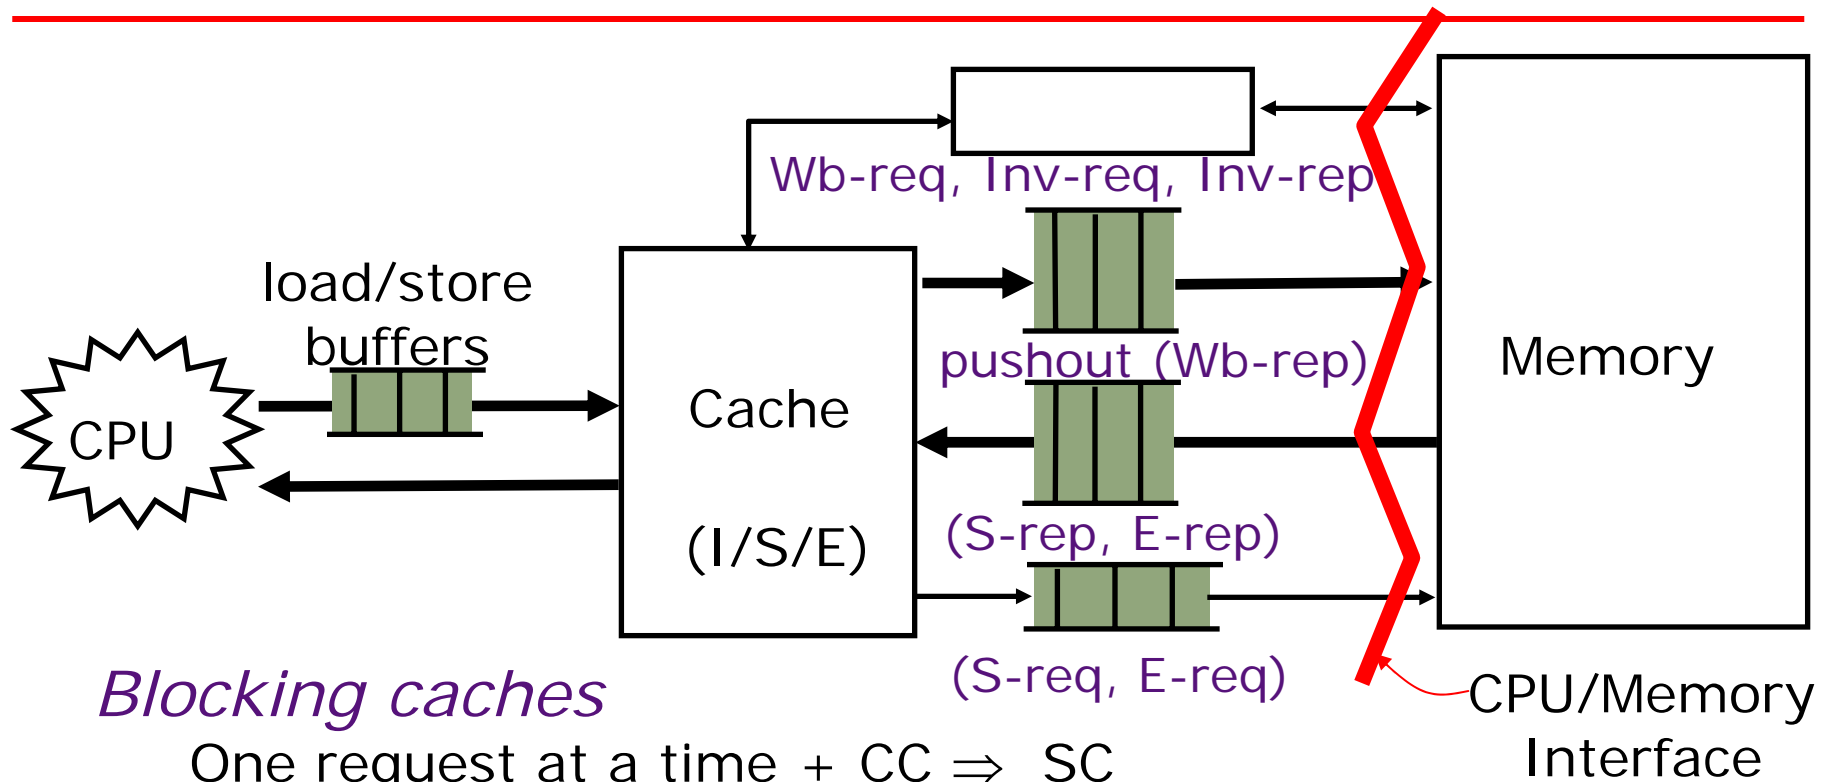 Wb-req, Inv-req, Inv-rep
load/store
buffers
pushout (Wb-rep)
Memory
Cache
CPU
(I/S/E)
(S-rep, E-rep)
(S-req, E-req)
CPU/Memory
Interface
Blocking caches
One request at a time + CC ⇒ SC